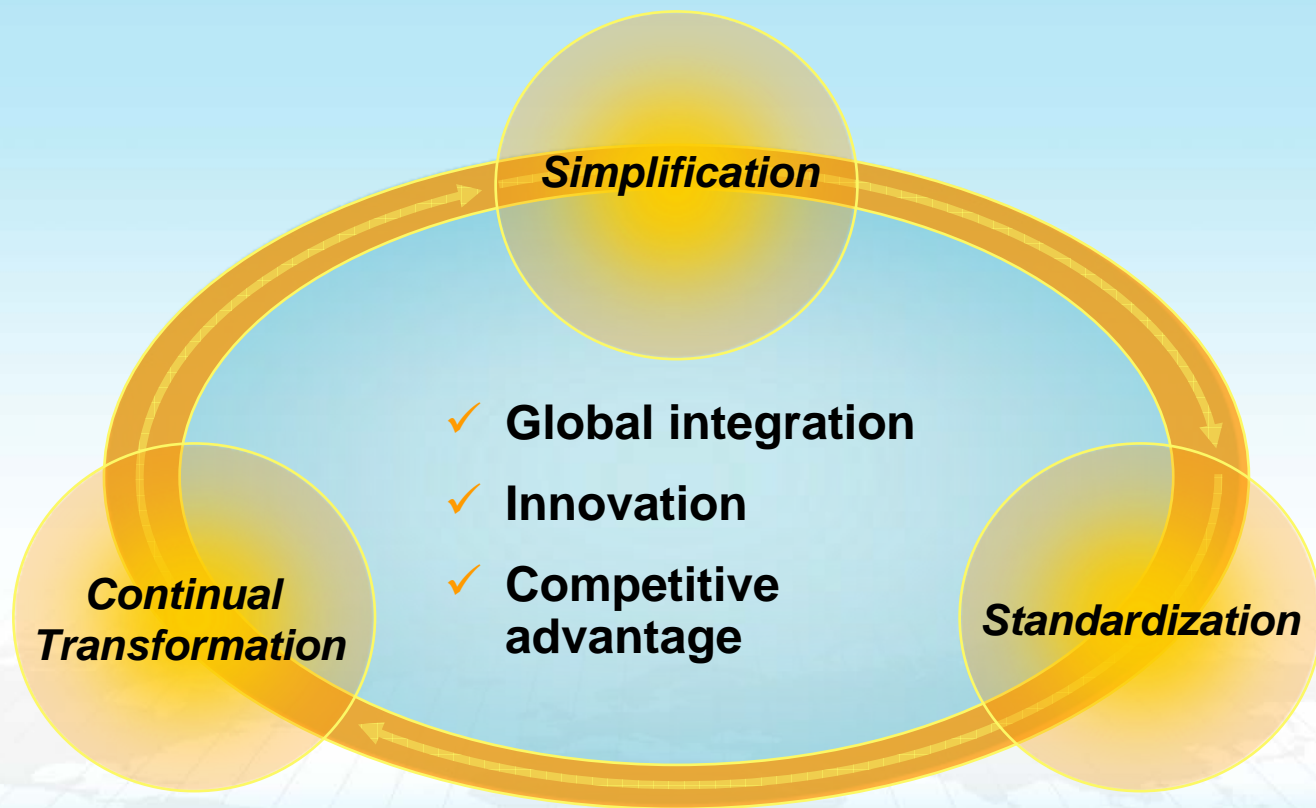 Simplification
✓ Global integration
✓ Innovation
✓ Competitive
advantage
Continual
Transformation
Standardization